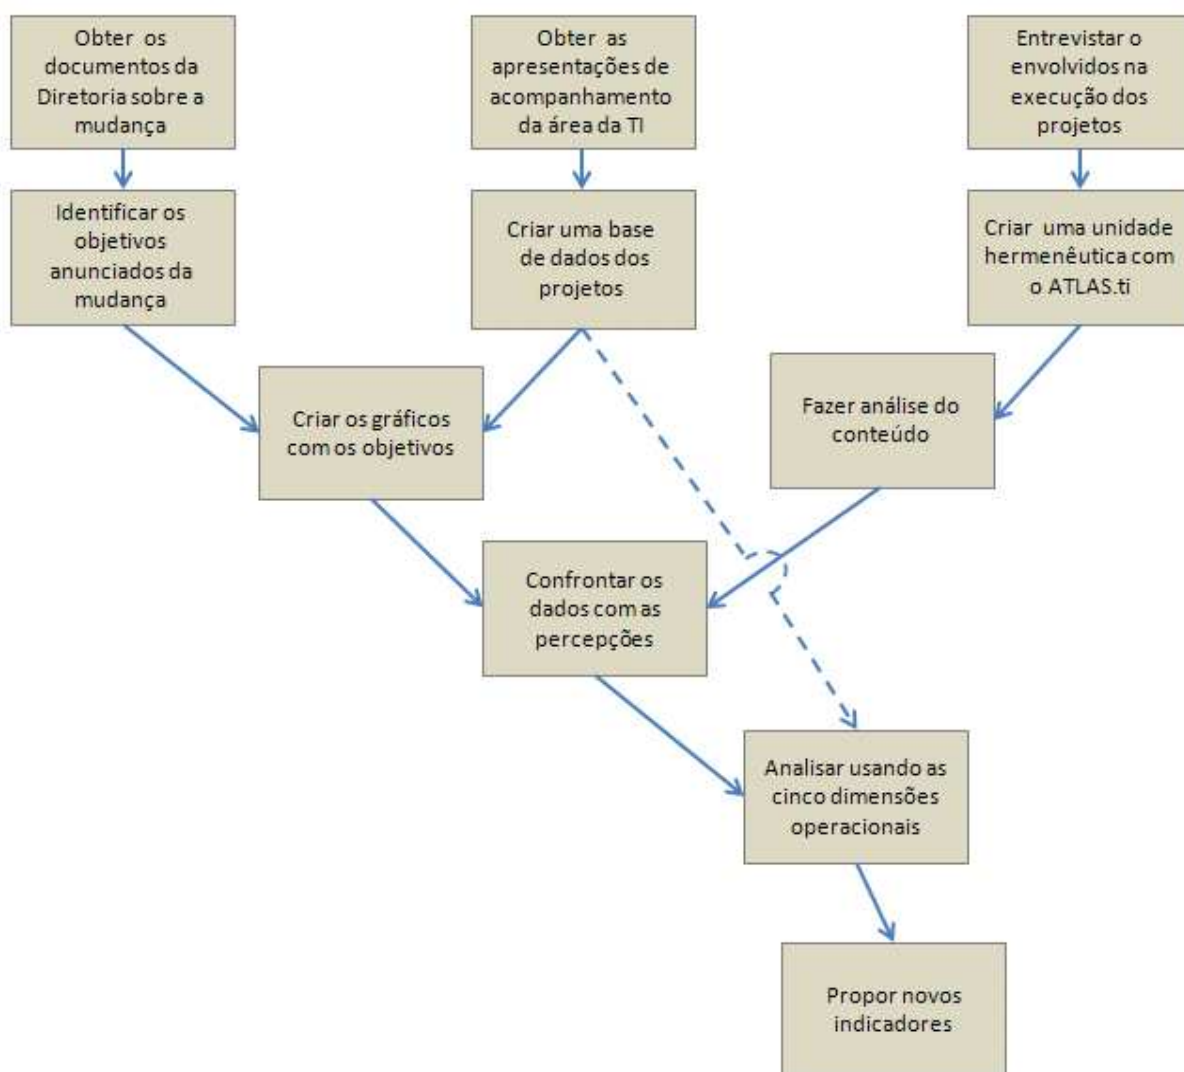 Obter os
documentos da
Diretoria sobre a
mudança
Obter as
apresentações de
acompanhamento
da área da TI
Entrevistar o
envolvidos na
execução dos
projetos
Identificar os
objetivos
anunciados da
mudança
Criar uma base
de dados dos
projetos
Criar uma unidade
hermenêutica com
o ATLAS.ti
Criar os gráficos
com os objetivos
Fazer análise do
conteúdo
Confrontar os
dados com as
percepções
Analisar usando as
cinco dimensões
operacionais
Propor novos
indicadores